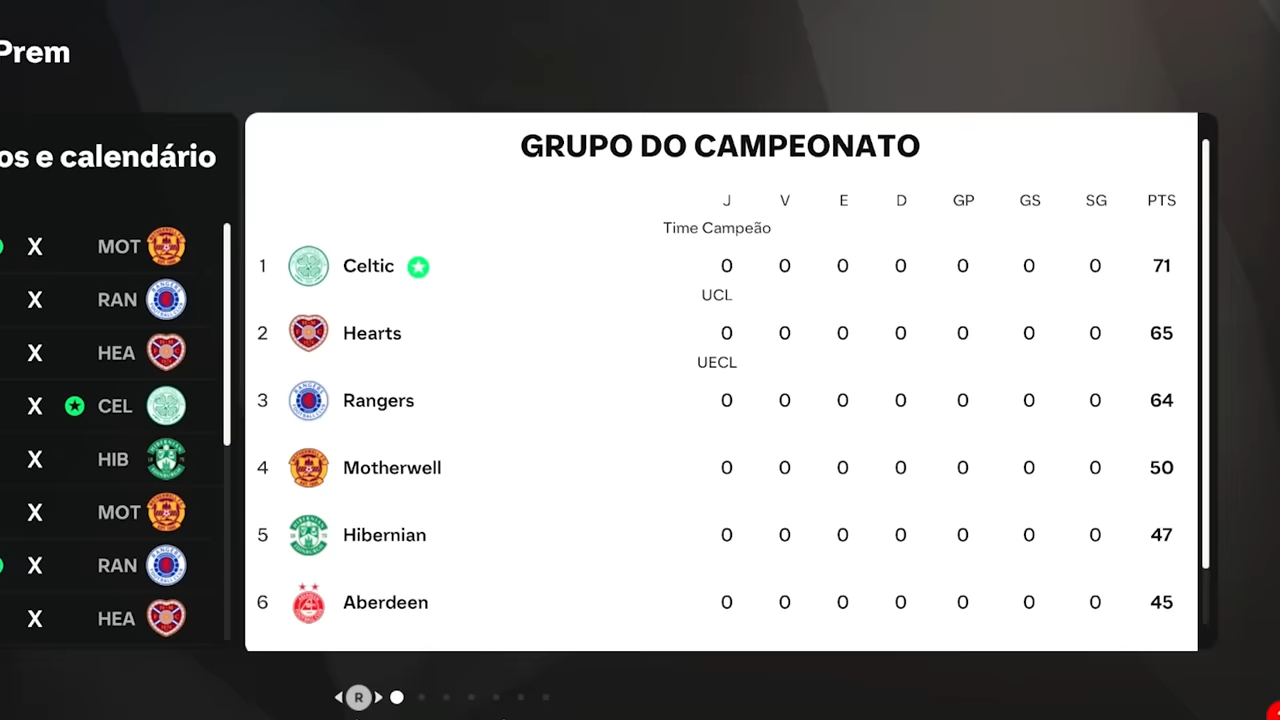 Prem
os e calendário
X MOT
X RAN
X HEA
X CEL
X HIB
X MOT
X RAN
X HEA
GRUPO DO CAMPEONATO
J V E D GP GS SG PTS
Time Campeão
1 Celtic 0 0 0 0 0 0 0 71
UCL
2 Hearts 0 0 0 0 0 0 0 65
UECL
3 Rangers 0 0 0 0 0 0 0 64
4 Motherwell 0 0 0 0 0 0 0 50
5 Hibernian 0 0 0 0 0 0 0 47
6 Aberdeen 0 0 0 0 0 0 0 45
R